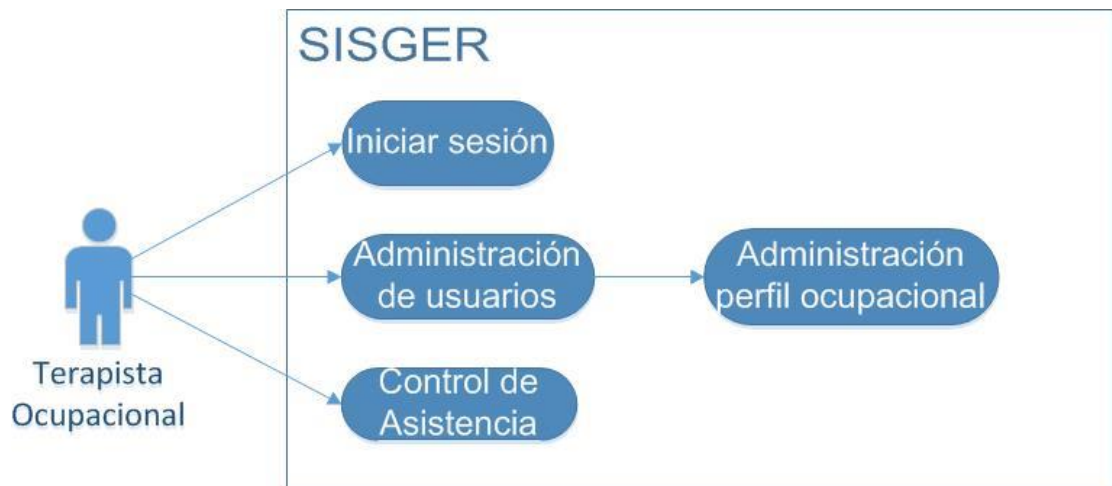 SISGER
Iniciar sesión
Administración
de usuarios
Administración
perfil ocupacional
Control de
Asistencia
Terapista
Ocupacional